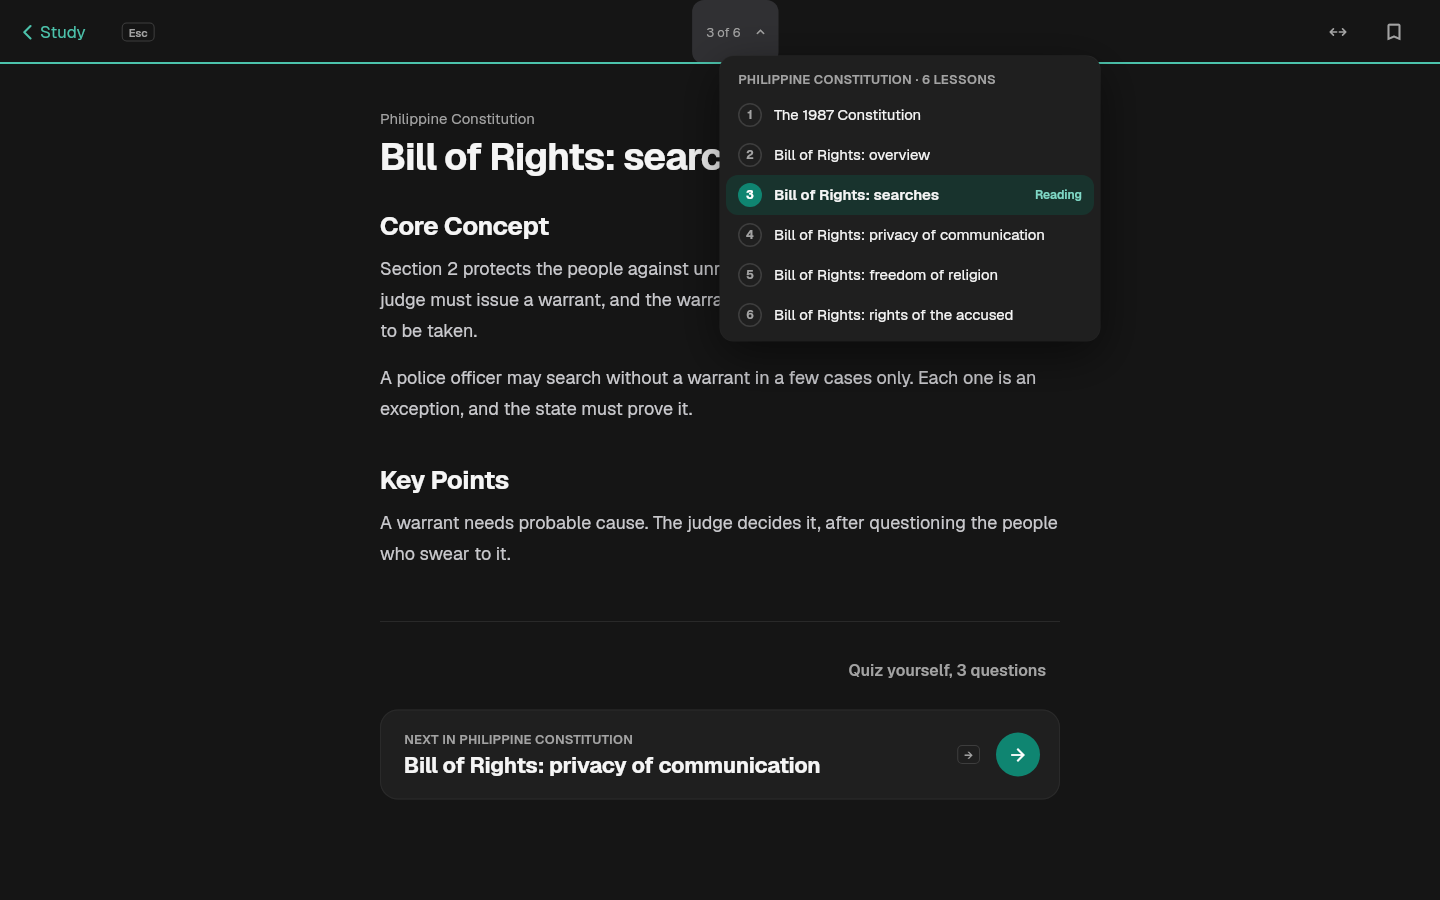 Study
Esc
3 of 6
PHILIPPINE CONSTITUTION · 6 LESSONS
1 The 1987 Constitution
2 Bill of Rights: overview
3 Bill of Rights: searches Reading
4 Bill of Rights: privacy of communication
5 Bill of Rights: freedom of religion
6 Bill of Rights: rights of the accused
Philippine Constitution
Bill of Rights: searc
Core Concept
Section 2 protects the people against
judge must issue a warrant, and the
to be taken.
A police officer may search without a warrant in a few cases only. Each one is an
exception, and the state must prove it.
Key Points
A warrant needs probable cause. The judge decides it, after questioning the people
who swear to it.
Quiz yourself, 3 questions
NEXT IN PHILIPPINE CONSTITUTION
Bill of Rights: privacy of communication